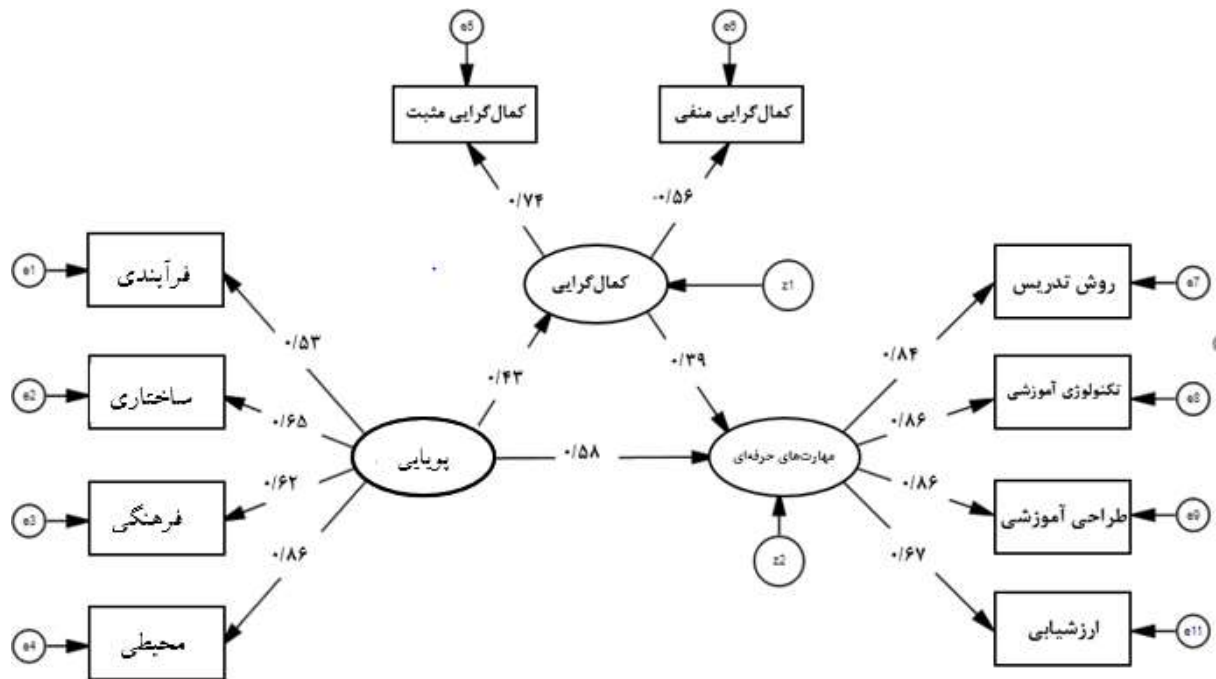 e5
e6
کمال‌گرایی مثبت
کمال‌گرایی منفی
۰/۷۴
-۰/۵۶
e1
فرآیندی
کمال‌گرایی
z1
روش تدریس
e7
۰/۵۳
۰/۴۳
۰/۳۹
۰/۸۴
e2
ساختاری
تکنولوژی آموزشی
e8
۰/۶۵
۰/۸۶
پویایی
۰/۵۸
مهارت‌های حرفه‌ای
۰/۶۲
۰/۸۶
e3
فرهنگی
طراحی آموزشی
e9
۰/۸۶
z2
۰/۶۷
e4
محیطی
ارزشیابی
e11